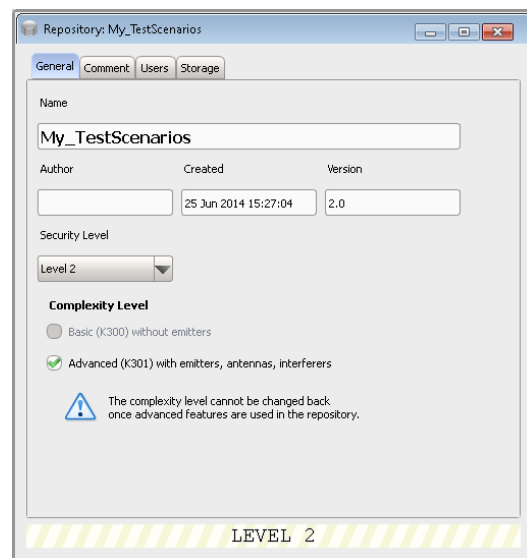 Repository: My_TestScenarios
General Comment Users Storage
Name
My_TestScenarios
Author Created Version
25 Jun 2014 15:27:04 2.0
Security Level
Level 2
Complexity Level
Basic (K300) without emitters
Advanced (K301) with emitters, antennas, interferers
The complexity level cannot be changed back
once advanced features are used in the repository.
LEVEL 2